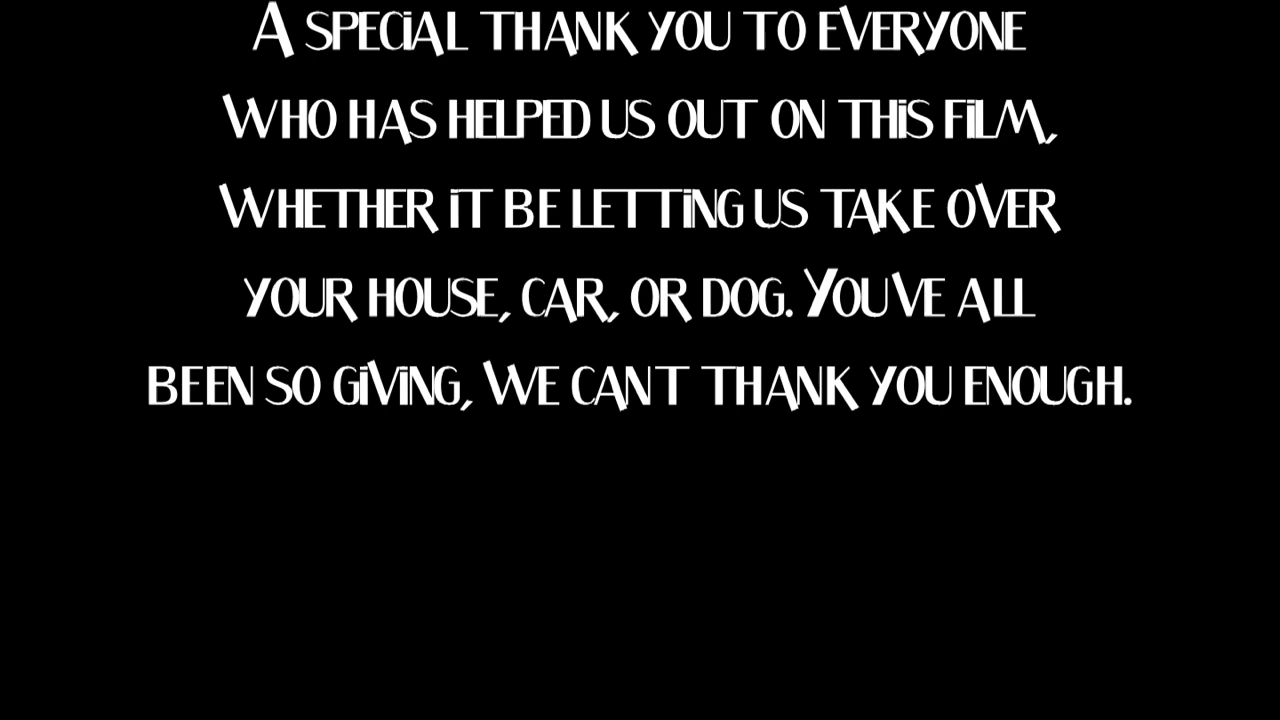 A SPECiAL THANK YOU TO EVERYONE
WHO HAS HELPED US OUT ON THiS FiLM,
WHETHER iT BE LETTiNG US TAKE OVER
YOUR HOUSE, CAR, OR DOG. YOU'VE ALL
BEEN SO GiViNG, WE CAN'T THANK YOU ENOUGH.